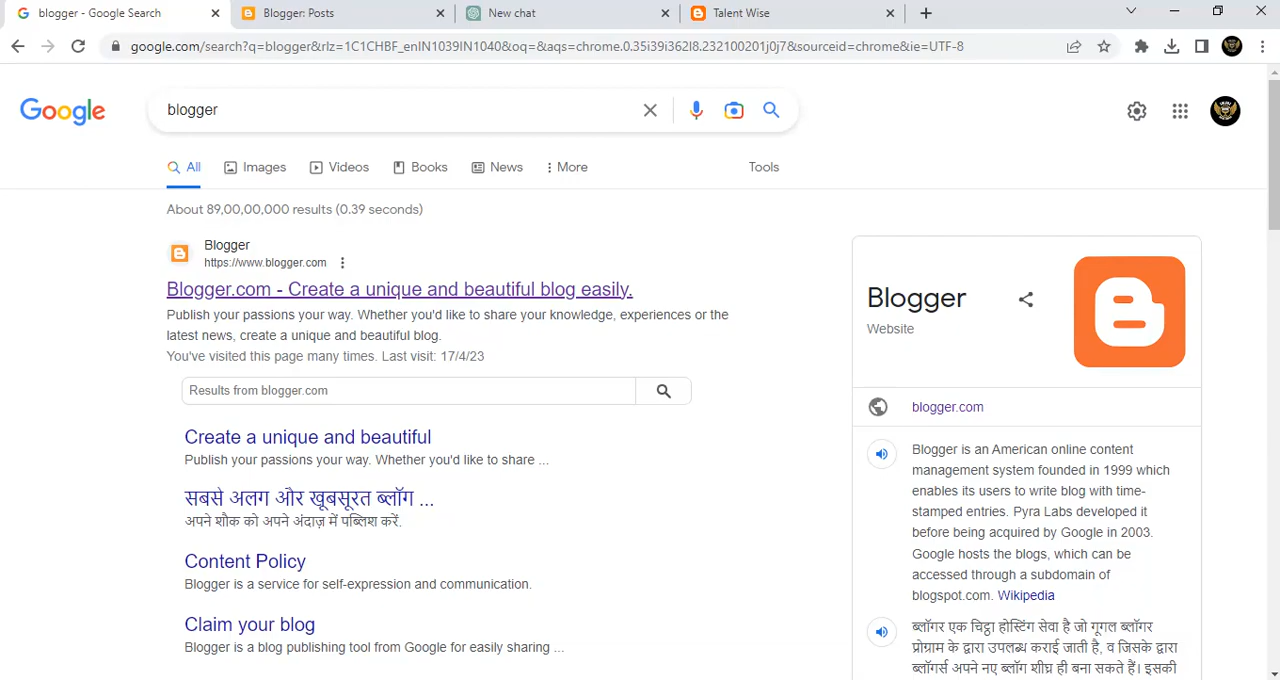 blogger - Google Search
Blogger: Posts
New chat
Talent Wise
google.com/search?q=blogger&rlz=1C1CHBF_enIN1039IN1040&oq=&aqs=chrome.0.35i39i362l8.232100201j0j7&sourceid=chrome&ie=UTF-8
Google
blogger
All
Images
Videos
Books
News
More
Tools
About 89,00,00,000 results (0.39 seconds)
Blogger
https://www.blogger.com
Blogger.com - Create a unique and beautiful blog easily.
Publish your passions your way. Whether you'd like to share your knowledge, experiences or the
latest news, create a unique and beautiful blog.
You've visited this page many times. Last visit: 17/4/23
Results from blogger.com
Create a unique and beautiful
Publish your passions your way. Whether you'd like to share ...
सबसे अलग और खूबसूरत ब्लॉग ...
अपने शौक को अपने अंदाज़ में पब्लिश करें.
Content Policy
Blogger is a service for self-expression and communication.
Claim your blog
Blogger is a blog publishing tool from Google for easily sharing ...
Blogger
Website
blogger.com
Blogger is an American online content
management system founded in 1999 which
enables its users to write blog with time-
stamped entries. Pyra Labs developed it
before being acquired by Google in 2003.
Google hosts the blogs, which can be
accessed through a subdomain of
blogspot.com. Wikipedia
ब्लॉगर एक चिट्ठा होस्टिंग सेवा है जो गूगल ब्लॉगर
प्रोग्राम के द्वारा उपलब्ध कराई जाती है, व जिसके द्वारा
ब्लॉगर्स अपने नए ब्लॉग शीघ्र ही बना सकते हैं। इसकी